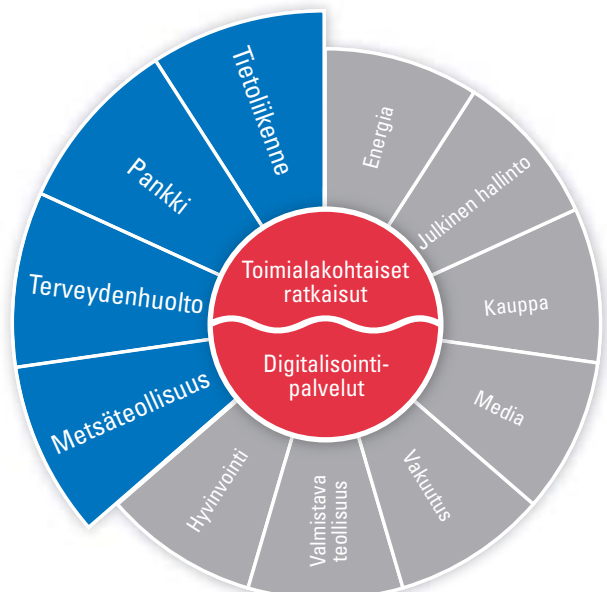 Tietoliikenne
Pankki
Terveydenhuolto
Metsäteollisuus
Energia
Julkinen hallinto
Kauppa
Media
Vakuutus
Valmistava
teollisuus
Hyvinvointi
Toimialakohtaiset
ratkaisut
Digitalisointi-
palvelut